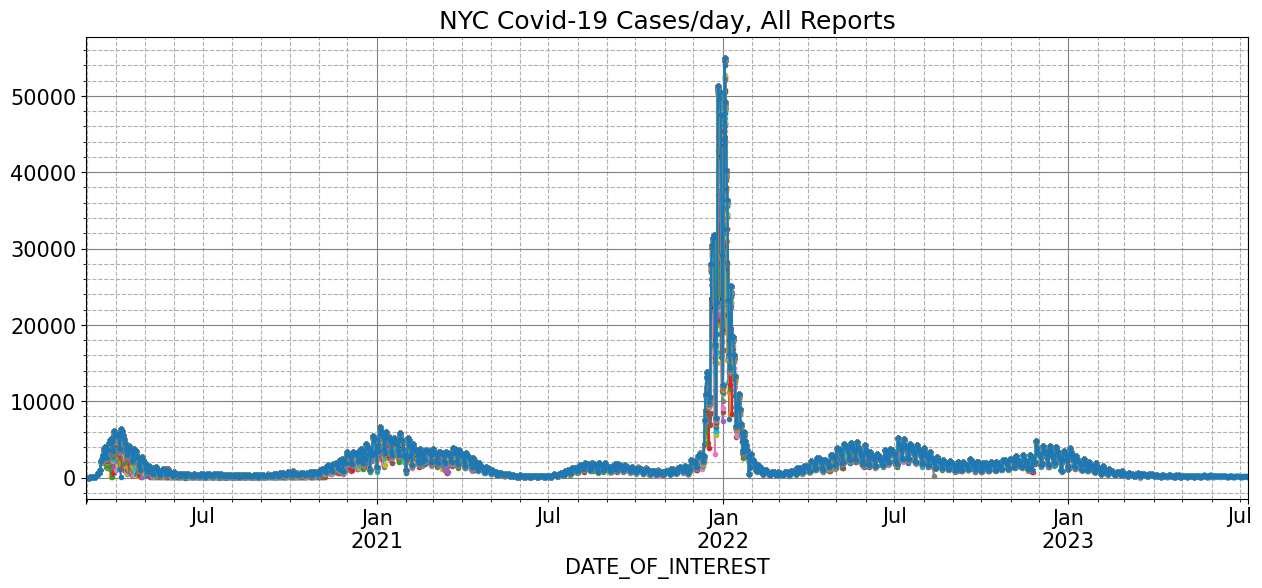 NYC Covid-19 Cases/day, All Reports
50000
40000
30000
20000
10000
0
Jul Jan Jul Jan Jul Jan Jul
2021 2022 2023
DATE_OF_INTEREST